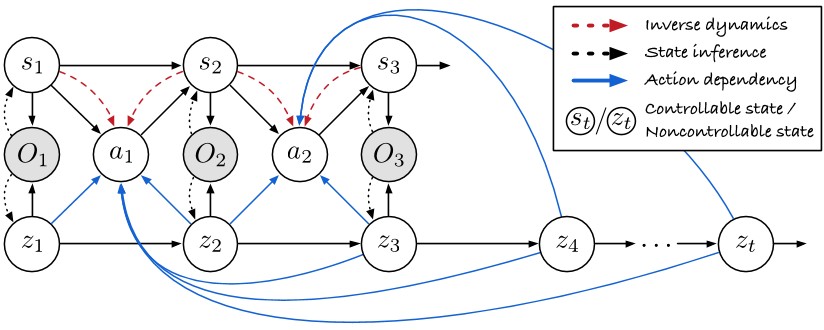 Inverse dynamics
State inference
Action dependency
s_t / z_t Controllable state /
Noncontrollable state
s_1 s_2 s_3
O_1 a_1 O_2 a_2 O_3
z_1 z_2 z_3 z_4 ... z_t